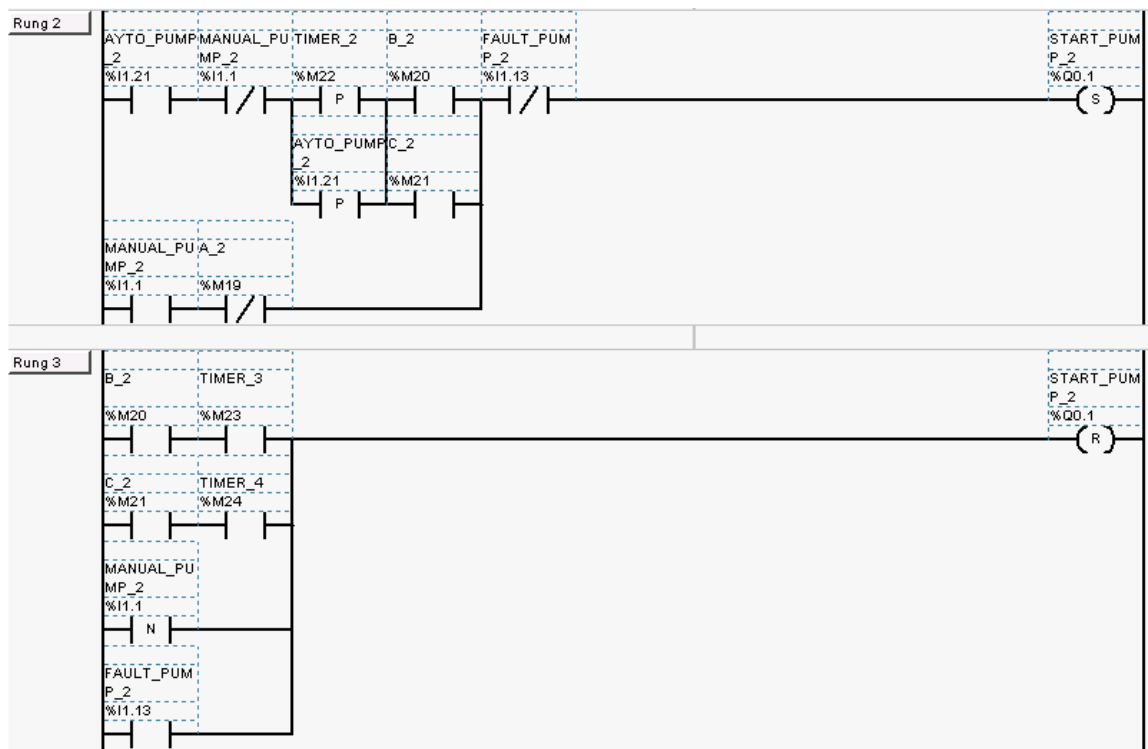 Rung 2
AYTO_PUMP MANUAL_PU TIMER_2 B_2 FAULT_PUM START_PUM
_2 MP_2 P_2 P_2
%I1.21 %I1.1 %M22 %M20 %I1.13 %Q0.1
P S
AYTO_PUMP C_2
_2
%I1.21 %M21
P
MANUAL_PU A_2
MP_2
%I1.1 %M19
Rung 3
B_2 TIMER_3 START_PUM
P_2
%M20 %M23 %Q0.1
R
C_2 TIMER_4
%M21 %M24
MANUAL_PU
MP_2
%I1.1
N
FAULT_PUM
P_2
%I1.13